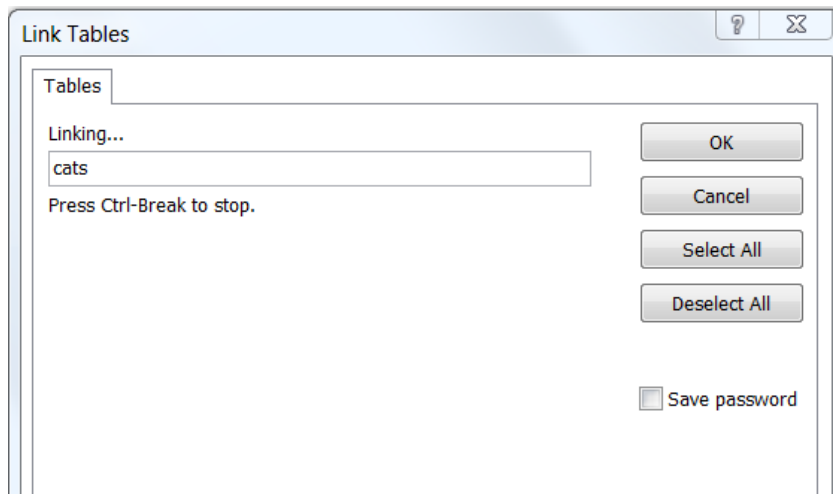 Link Tables
?
Tables
Linking...
cats
Press Ctrl-Break to stop.
OK
Cancel
Select All
Deselect All
Save password